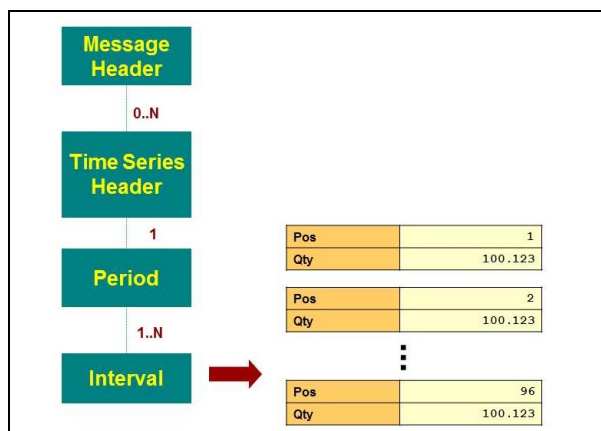 Message
Header
0..N
Time Series
Header
1
Period
1..N
Interval
Pos 1
Qty 100.123
Pos 2
Qty 100.123
Pos 96
Qty 100.123